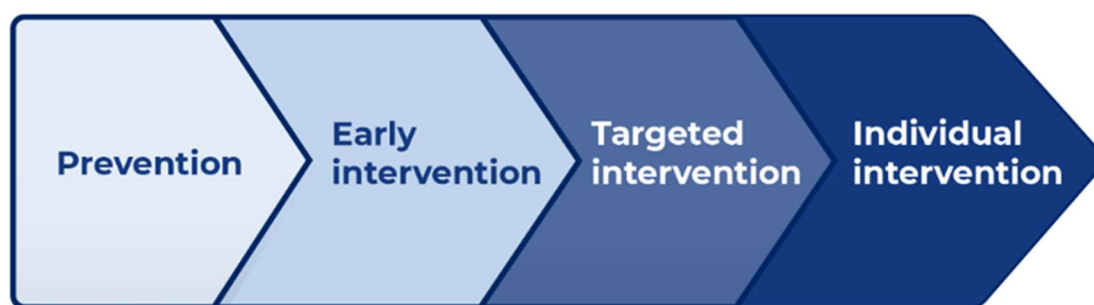 Prevention
Early
intervention
Targeted
intervention
Individual
intervention